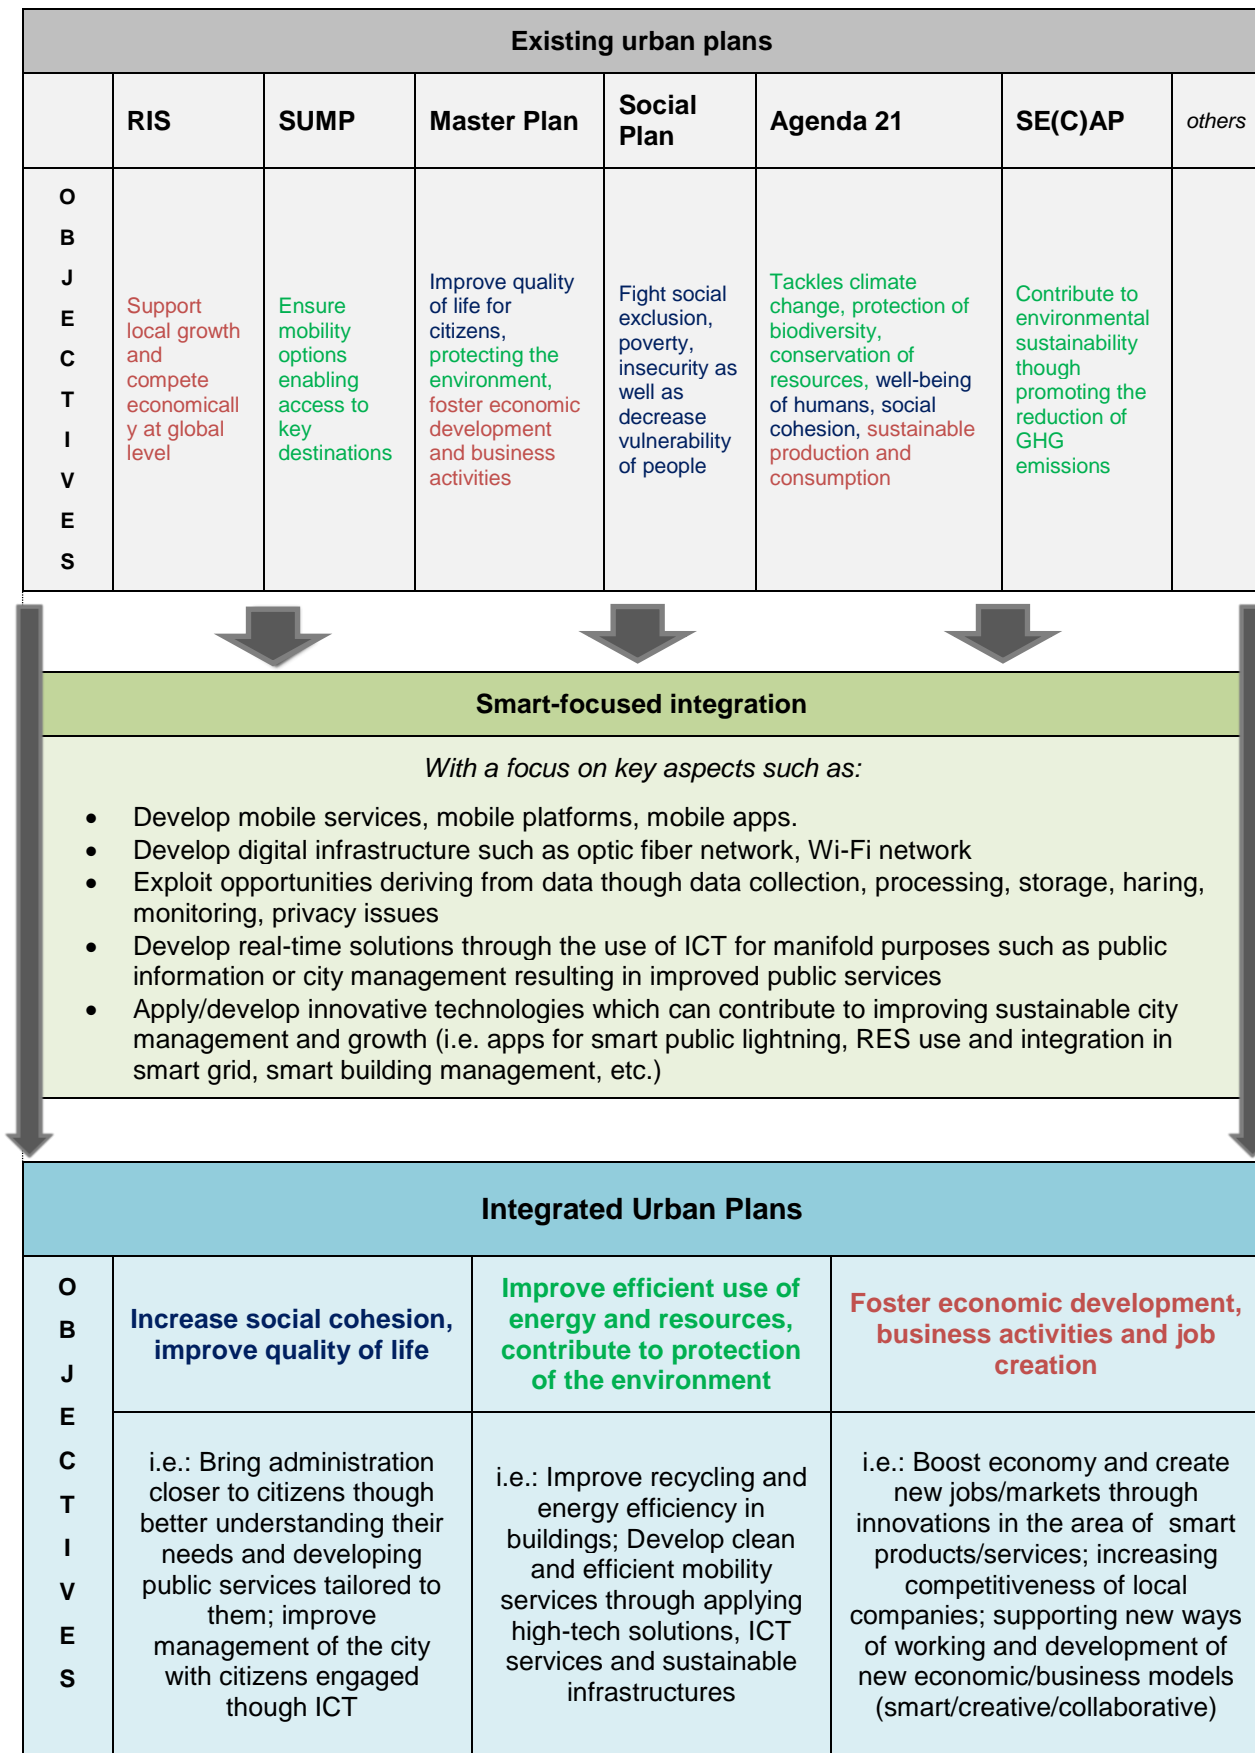 Existing urban plans
RIS
SUMP
Master Plan
Social
Plan
Agenda 21
SE(C)AP
others
O
B
J
E
C
T
I
V
E
S
Support
local growth
and
compete
economicall
y at global
level
Ensure
mobility
options
enabling
access to
key
destinations
Improve quality
of life for
citizens,
protecting the
environment,
foster economic
development
and business
activities
Fight social
exclusion,
poverty,
insecurity as
well as
decrease
vulnerability
of people
Tackles climate
change, protection of
biodiversity,
conservation of
resources, well-being
of humans, social
cohesion, sustainable
production and
consumption
Contribute to
environmental
sustainability
though
promoting the
reduction of
GHG
emissions
Smart-focused integration
With a focus on key aspects such as:
• Develop mobile services, mobile platforms, mobile apps.
• Develop digital infrastructure such as optic fiber network, Wi-Fi network
• Exploit opportunities deriving from data though data collection, processing, storage, haring,
monitoring, privacy issues
• Develop real-time solutions through the use of ICT for manifold purposes such as public
information or city management resulting in improved public services
• Apply/develop innovative technologies which can contribute to improving sustainable city
management and growth (i.e. apps for smart public lightning, RES use and integration in
smart grid, smart building management, etc.)
Integrated Urban Plans
O
B
J
E
C
T
I
V
E
S
Increase social cohesion,
improve quality of life
Improve efficient use of
energy and resources,
contribute to protection
of the environment
Foster economic development,
business activities and job
creation
i.e.: Bring administration
closer to citizens though
better understanding their
needs and developing
public services tailored to
them; improve
management of the city
with citizens engaged
though ICT
i.e.: Improve recycling and
energy efficiency in
buildings; Develop clean
and efficient mobility
services through applying
high-tech solutions, ICT
services and sustainable
infrastructures
i.e.: Boost economy and create
new jobs/markets through
innovations in the area of  smart
products/services; increasing
competitiveness of local
companies; supporting new ways
of working and development of
new economic/business models
(smart/creative/collaborative)